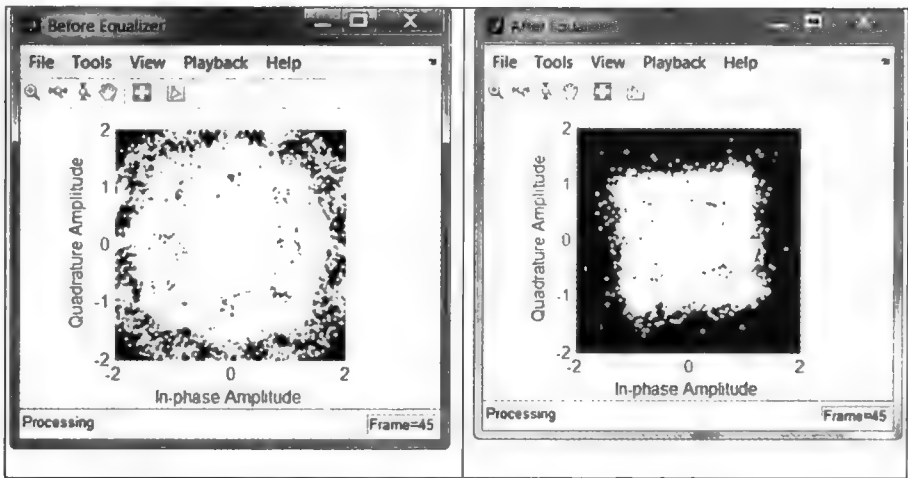 Before Equalizer
File Tools View Playback Help
Quadrature Amplitude
2
1
0
-1
-2
-2 0 2
In-phase Amplitude
Processing
Frame=45
After Equalizer
File Tools View Playback Help
Quadrature Amplitude
2
1
0
-1
-2
-2 0 2
In-phase Amplitude
Processing
Frame=45